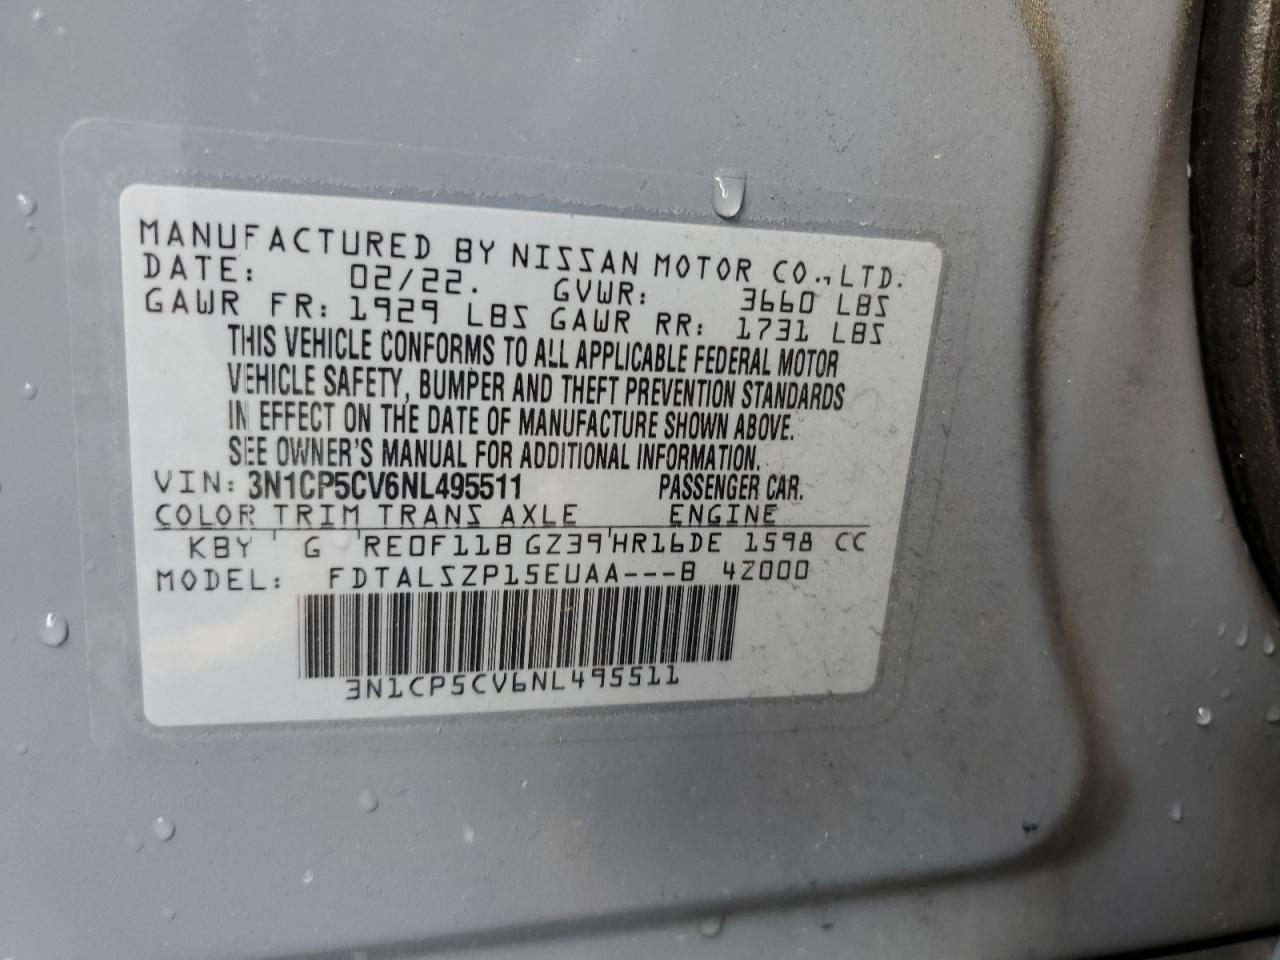 MANUFACTURED BY NISSAN MOTOR CO.,LTD.
DATE: 02/22. GVWR: 3660 LBS
GAWR FR: 1929 LBS GAWR RR: 1731 LBS
THIS VEHICLE CONFORMS TO ALL APPLICABLE FEDERAL MOTOR
VEHICLE SAFETY, BUMPER AND THEFT PREVENTION STANDARDS
IN EFFECT ON THE DATE OF MANUFACTURE SHOWN ABOVE.
SEE OWNER'S MANUAL FOR ADDITIONAL INFORMATION.
VIN: 3N1CP5CV6NL495511 PASSENGER CAR.
COLOR TRIM TRANS AXLE ENGINE
KBY ' G ' RE0F11B GZ39'HR16DE 1598 CC
MODEL: FDTALSZP15EUAA---B 4Z000
3N1CP5CV6NL495511